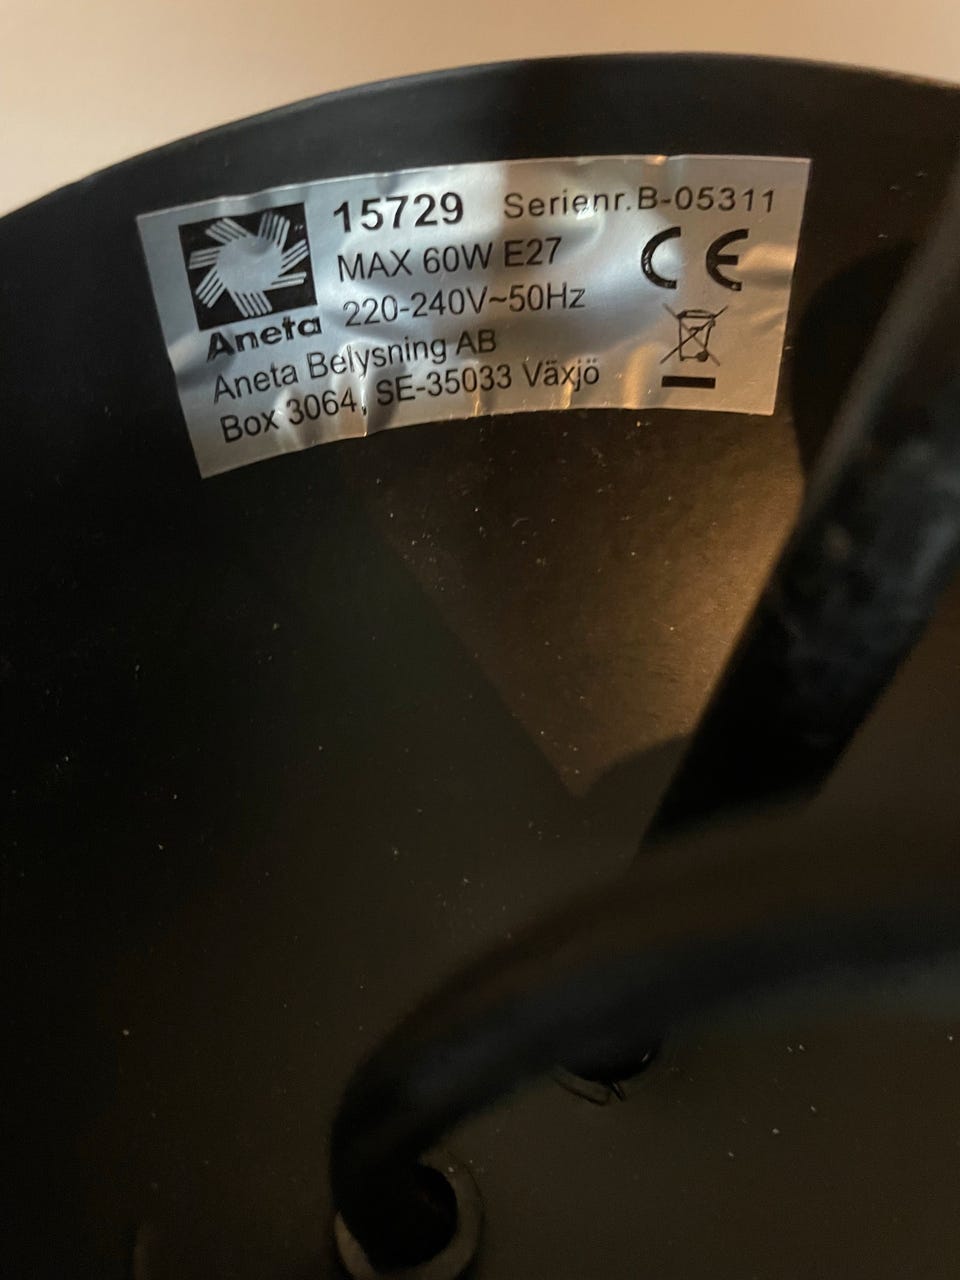 15729 Serienr.B-05311
MAX 60W E27
220-240V~50Hz
Aneta
Aneta Belysning AB
Box 3064, SE-35033 Växjö
CE